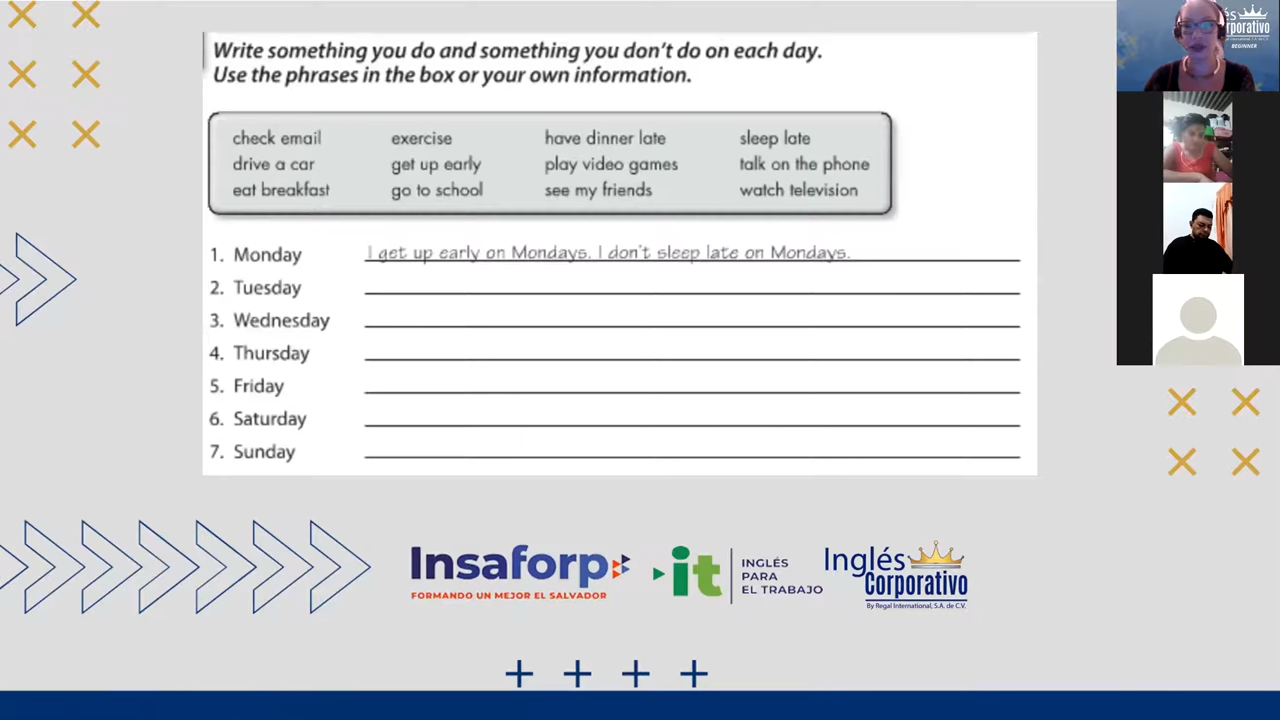 Write something you do and something you don't do on each day.
Use the phrases in the box or your own information.
check email exercise have dinner late sleep late
drive a car get up early play video games talk on the phone
eat breakfast go to school see my friends watch television
1. Monday I get up early on Mondays. I don't sleep late on Mondays.
2. Tuesday
3. Wednesday
4. Thursday
5. Friday
6. Saturday
7. Sunday
Insaforp
FORMANDO UN MEJOR EL SALVADOR
it
INGLÉS
PARA
EL TRABAJO
Inglés
Corporativo
By Regal International, S.A. de C.V.
BEGINNER